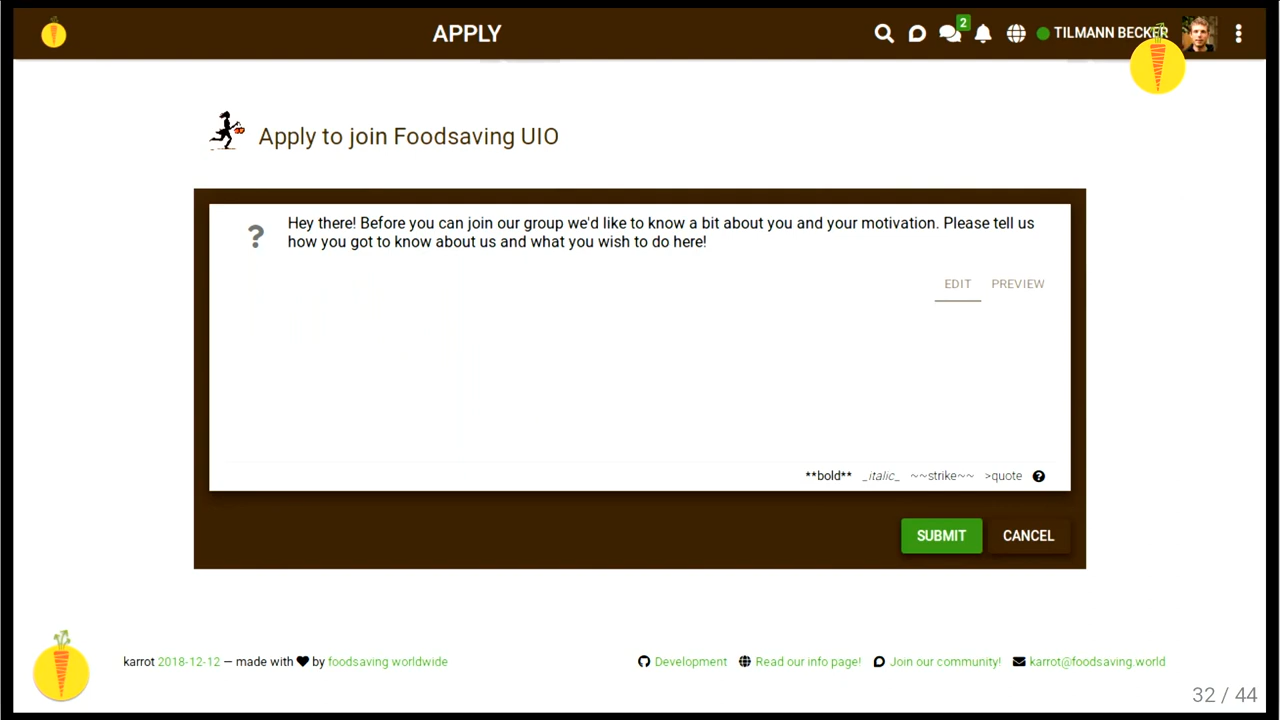 APPLY
2
TILMANN BECKER
Apply to join Foodsaving UIO
Hey there! Before you can join our group we'd like to know a bit about you and your motivation. Please tell us
how you got to know about us and what you wish to do here!
EDIT PREVIEW
**bold** _italic_ ~~strike~~ >quote
SUBMIT CANCEL
karrot 2018-12-12 — made with ♥ by foodsaving worldwide
Development Read our info page! Join our community! karrot@foodsaving.world
32 / 44